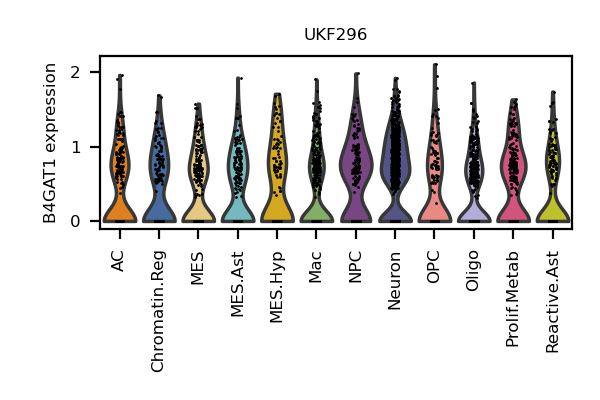 UKF296
B4GAT1 expression
2
1
0
AC
Chromatin.Reg
MES
MES.Ast
MES.Hyp
Mac
NPC
Neuron
OPC
Oligo
Prolif.Metab
Reactive.Ast